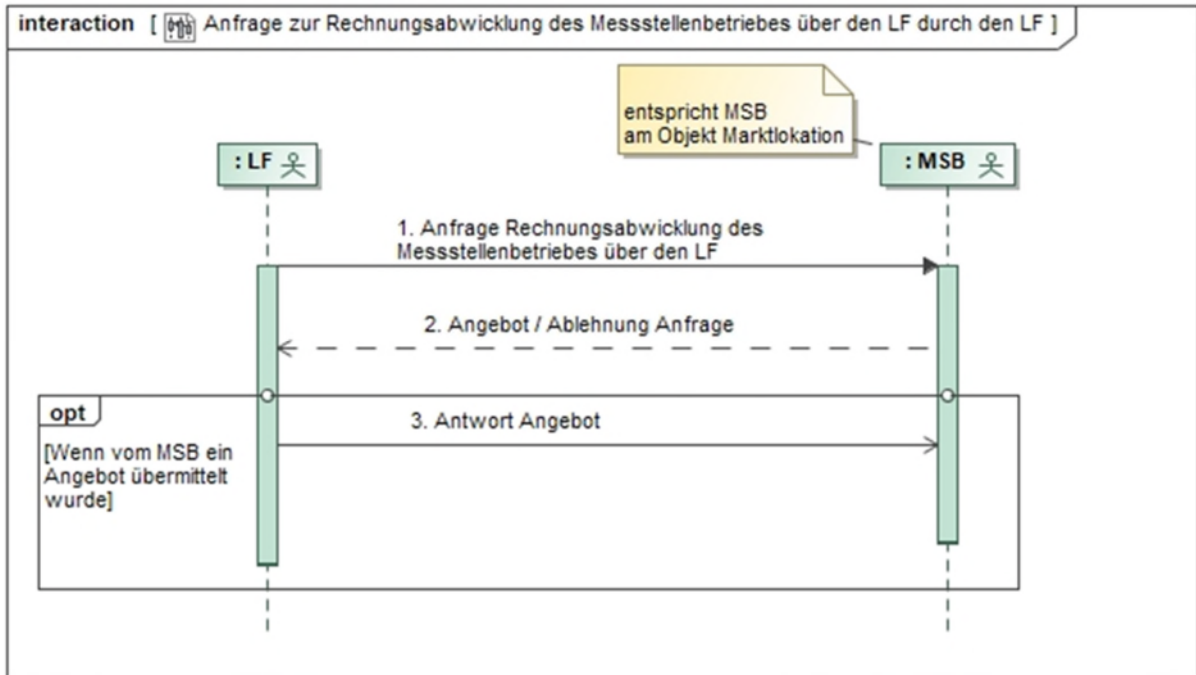 interaction [ Anfrage zur Rechnungsabwicklung des Messstellenbetriebes über den LF durch den LF ]
entspricht MSB
am Objekt Marktlokation
: LF
: MSB
1. Anfrage Rechnungsabwicklung des
Messstellenbetriebes über den LF
2. Angebot / Ablehnung Anfrage
opt
3. Antwort Angebot
[Wenn vom MSB ein
Angebot übermittelt
wurde]